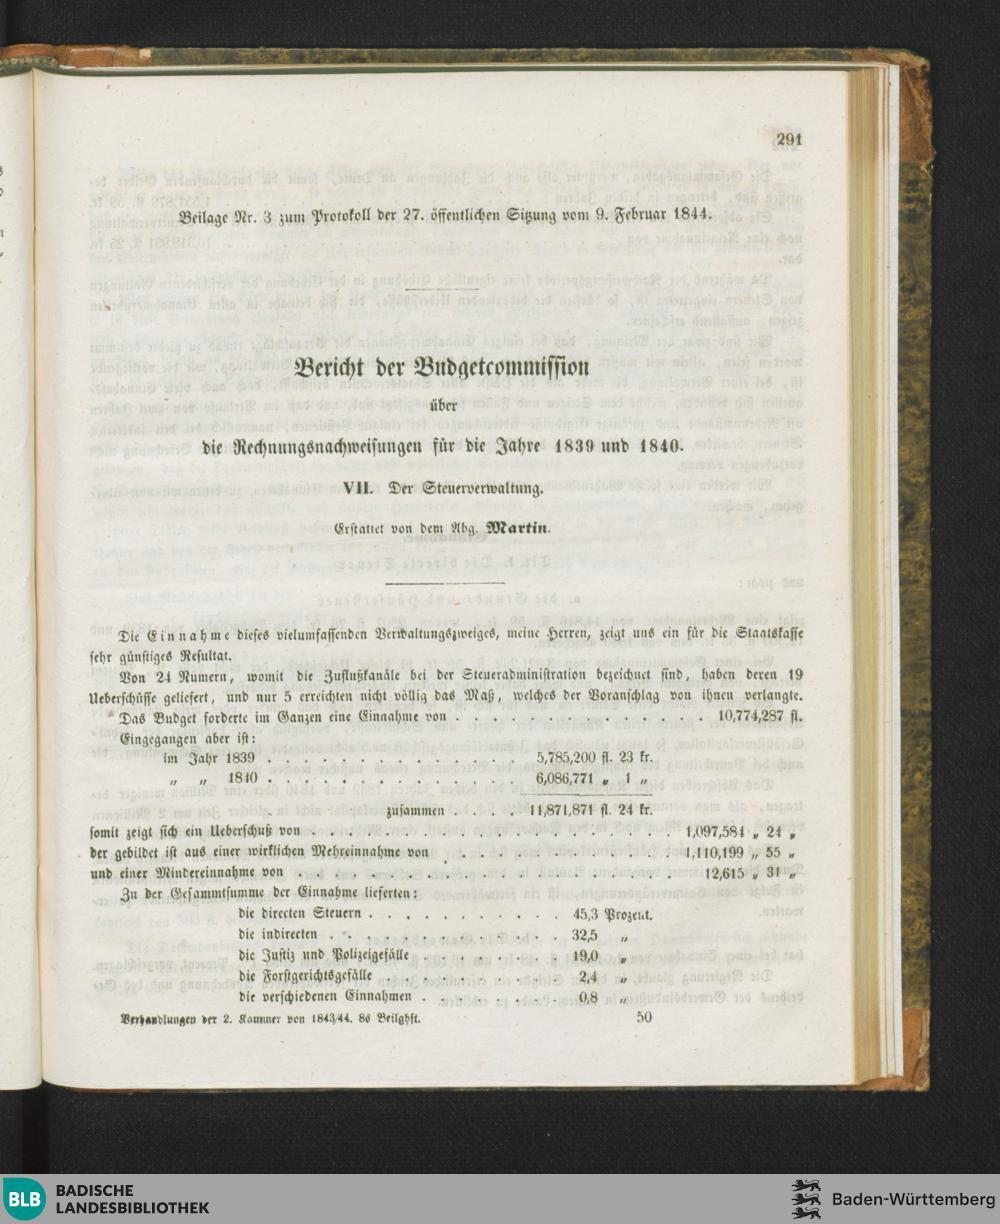 291
Beilage Nr. 3 zum Protokoll der 27. öffentlichen Sitzung vom 9. Februar 1844.
Bericht der Budgetcommission
über
die Rechnungsnachweisungen für die Jahre 1839 und 1840.
VII. Der Steuerverwaltung.
Erstattet von dem Abg. Martin.
Die Einnahme dieses vielumfassenden Verwaltungszweiges, meine Herren, zeigt uns ein für die Staatskasse
sehr günstiges Resultat.
Von 24 Numern, womit die Zuflußkanäle bei der Steueradministration bezeichnet sind, haben deren 19
Ueberschüsse geliefert, und nur 5 erreichten nicht völlig das Maß, welches der Voranschlag von ihnen verlangte.
Das Budget forderte im Ganzen eine Einnahme von . . . . . . . . . . . . . 10,774,287 fl.
Eingegangen aber ist:
im Jahr 1839 . . . . . . . . . . . . . . 5,785,200 fl. 23 kr.
„ „ 1840 . . . . . . . . . . . . . . 6,086,771 „ 1 „
zusammen . . . . 11,871,871 fl. 24 kr.
somit zeigt sich ein Ueberschuß von . . . . . . . . . . . . . . . . . . . 1,097,584 „ 24 „
der gebildet ist aus einer wirklichen Mehreinnahme von . . . . . . . . . . . . . 1,110,199 „ 55 „
und einer Mindereinnahme von . . . . . . . . . . . . . . . . . . . . 12,615 „ 31 „
Zu der Gesammtsumme der Einnahme lieferten:
die directen Steuern . . . . . . . . . . . 45,3 Prozent.
die indirecten . . . . . . . . . . . . . 32,5 „
die Justiz und Polizeigefälle . . . . . . . . . 19,0 „
die Forstgerichtsgefälle . . . . . . . . . . . 2,4 „
die verschiedenen Einnahmen . . . . . . . . 0,8 „
Verhandlungen der 2. Kammer von 1843/44. 8s Beilghft. 50
BLB BADISCHE
LANDESBIBLIOTHEK
Baden-Württemberg